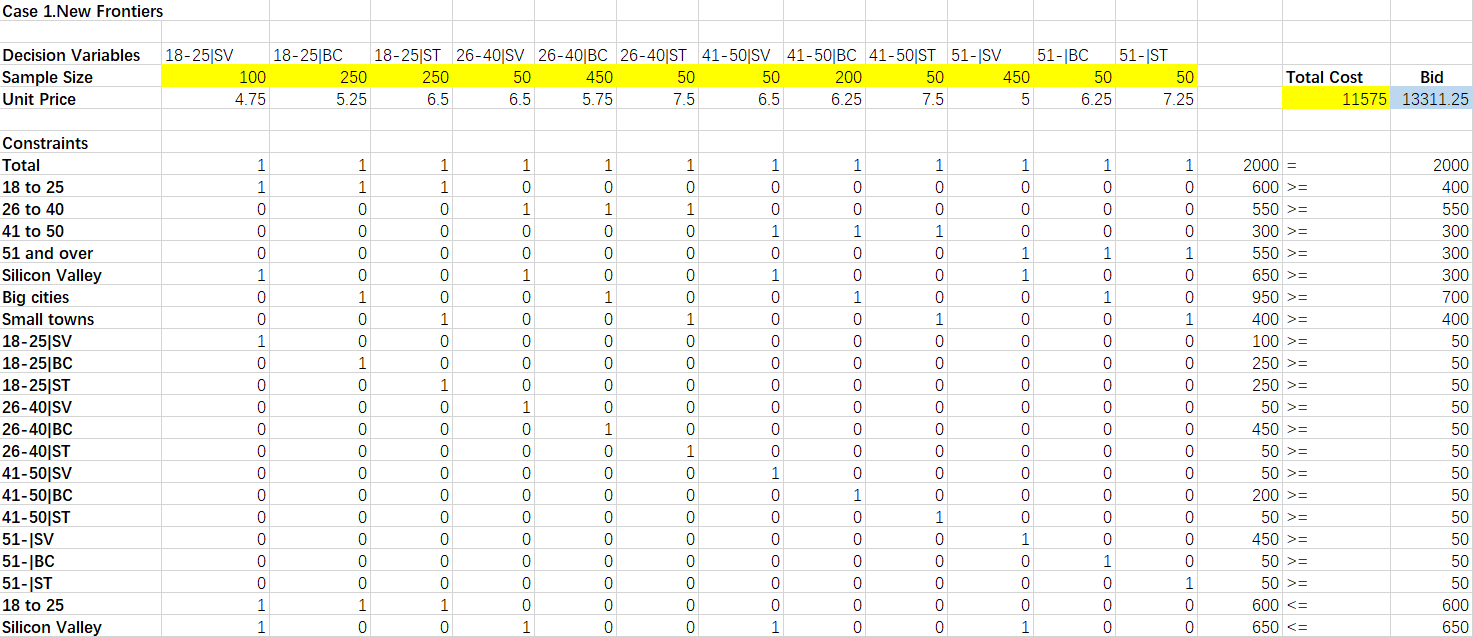 Case 1.New Frontiers
Decision Variables 18-25|SV 18-25|BC 18-25|ST 26-40|SV 26-40|BC 26-40|ST 41-50|SV 41-50|BC 41-50|ST 51-|SV 51-|BC 51-|ST
Sample Size 100 250 250 50 450 50 50 200 50 450 50 50 Total Cost Bid
Unit Price 4.75 5.25 6.5 6.5 5.75 7.5 6.5 6.25 7.5 5 6.25 7.25 11575 13311.25
Constraints
Total 1 1 1 1 1 1 1 1 1 1 1 1 2000 = 2000
18 to 25 1 1 1 0 0 0 0 0 0 0 0 0 600 >= 400
26 to 40 0 0 0 1 1 1 0 0 0 0 0 0 550 >= 550
41 to 50 0 0 0 0 0 0 1 1 1 0 0 0 300 >= 300
51 and over 0 0 0 0 0 0 0 0 0 1 1 1 550 >= 300
Silicon Valley 1 0 0 1 0 0 1 0 0 1 0 0 650 >= 300
Big cities 0 1 0 0 1 0 0 1 0 0 1 0 950 >= 700
Small towns 0 0 1 0 0 1 0 0 1 0 0 1 400 >= 400
18-25|SV 1 0 0 0 0 0 0 0 0 0 0 0 100 >= 50
18-25|BC 0 1 0 0 0 0 0 0 0 0 0 0 250 >= 50
18-25|ST 0 0 1 0 0 0 0 0 0 0 0 0 250 >= 50
26-40|SV 0 0 0 1 0 0 0 0 0 0 0 0 50 >= 50
26-40|BC 0 0 0 0 1 0 0 0 0 0 0 0 450 >= 50
26-40|ST 0 0 0 0 0 1 0 0 0 0 0 0 50 >= 50
41-50|SV 0 0 0 0 0 0 1 0 0 0 0 0 50 >= 50
41-50|BC 0 0 0 0 0 0 0 1 0 0 0 0 200 >= 50
41-50|ST 0 0 0 0 0 0 0 0 1 0 0 0 50 >= 50
51-|SV 0 0 0 0 0 0 0 0 0 1 0 0 450 >= 50
51-|BC 0 0 0 0 0 0 0 0 0 0 1 0 50 >= 50
51-|ST 0 0 0 0 0 0 0 0 0 0 0 1 50 >= 50
18 to 25 1 1 1 0 0 0 0 0 0 0 0 0 600 <= 600
Silicon Valley 1 0 0 1 0 0 1 0 0 1 0 0 650 <= 650